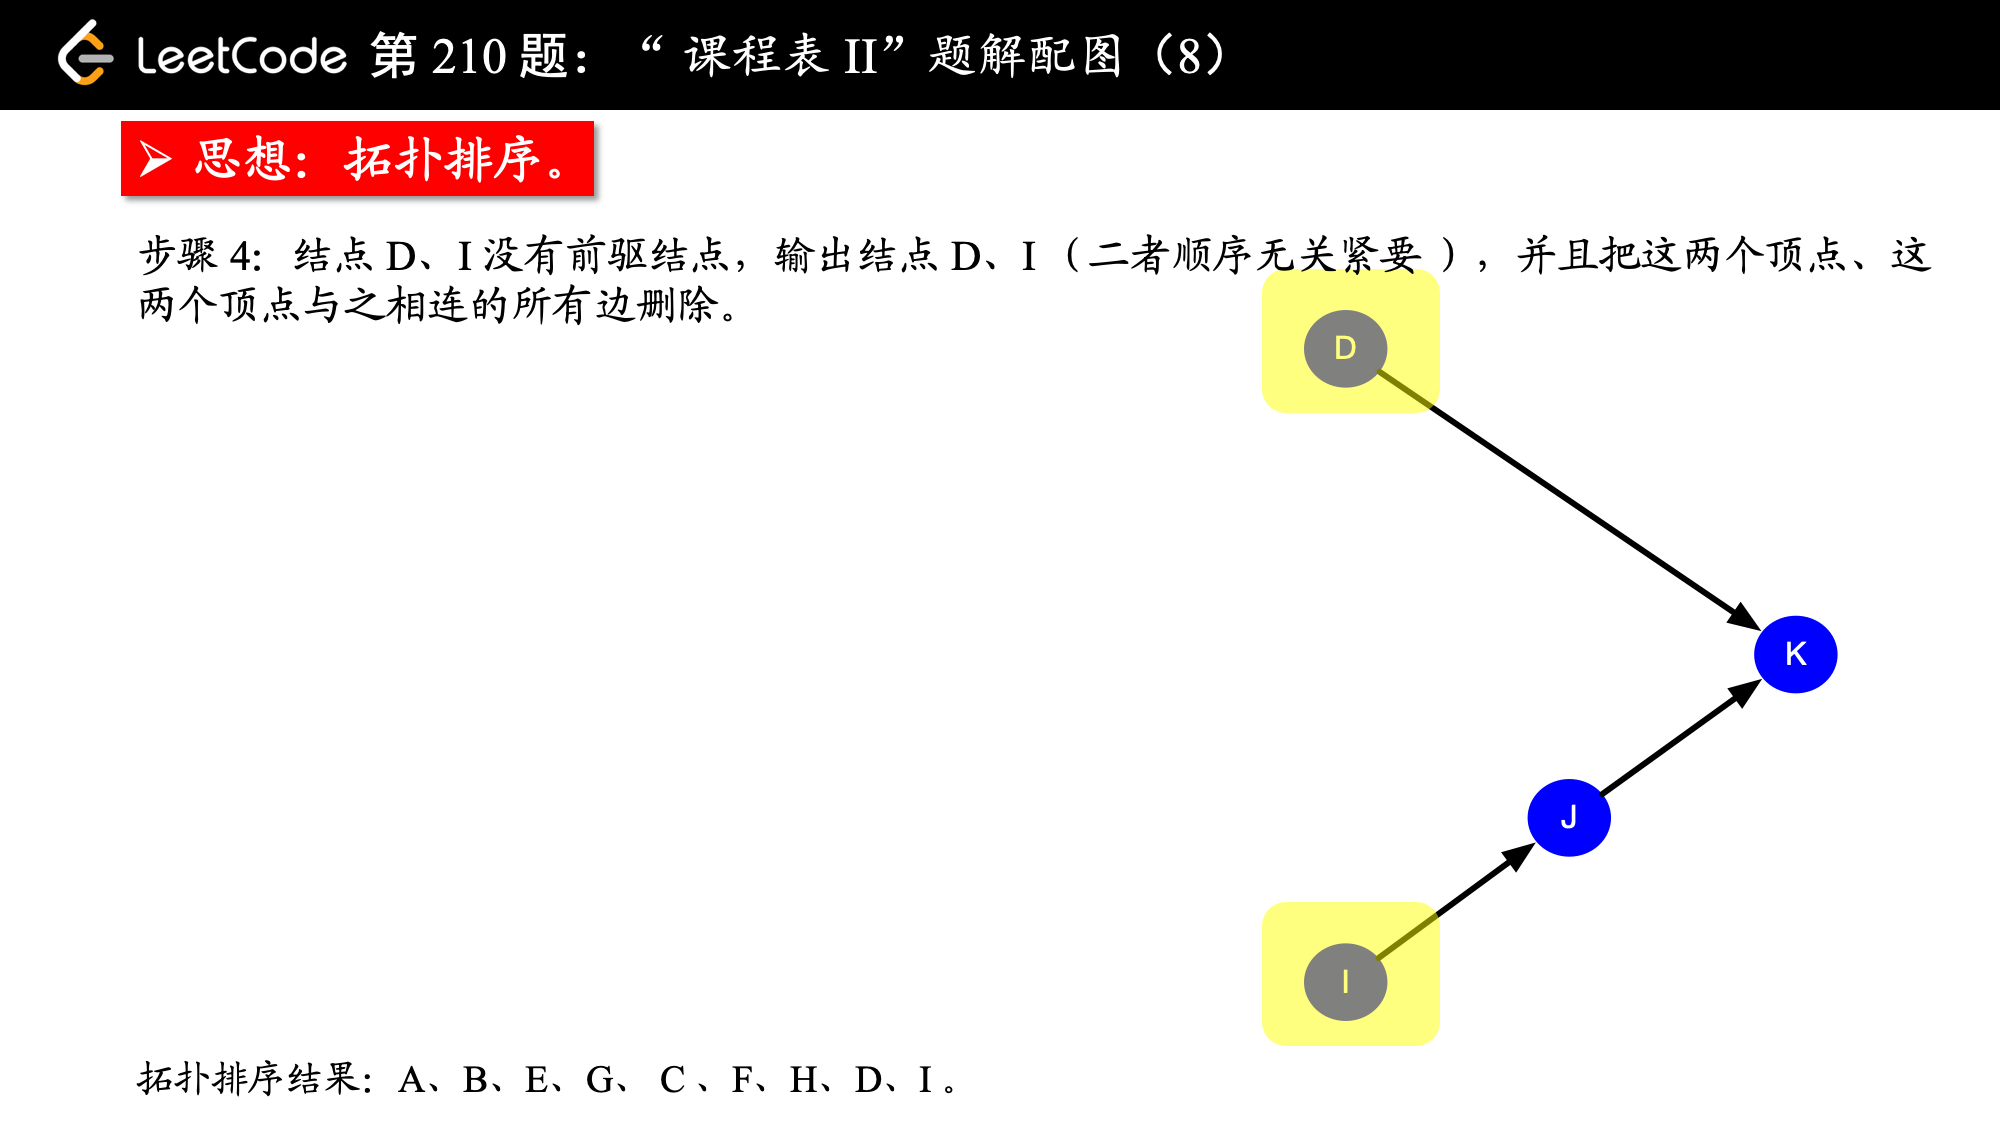 LeetCode 第 210 题：“ 课程表 II”题解配图（8）
➢ 思想：拓扑排序。
步骤 4：结点 D、I 没有前驱结点，输出结点 D、I（二者顺序无关紧要 ），并且把这两个顶点、这
两个顶点与之相连的所有边删除。
D
K
J
I
拓扑排序结果：A、B、E、G、 C 、F、H、D、I 。